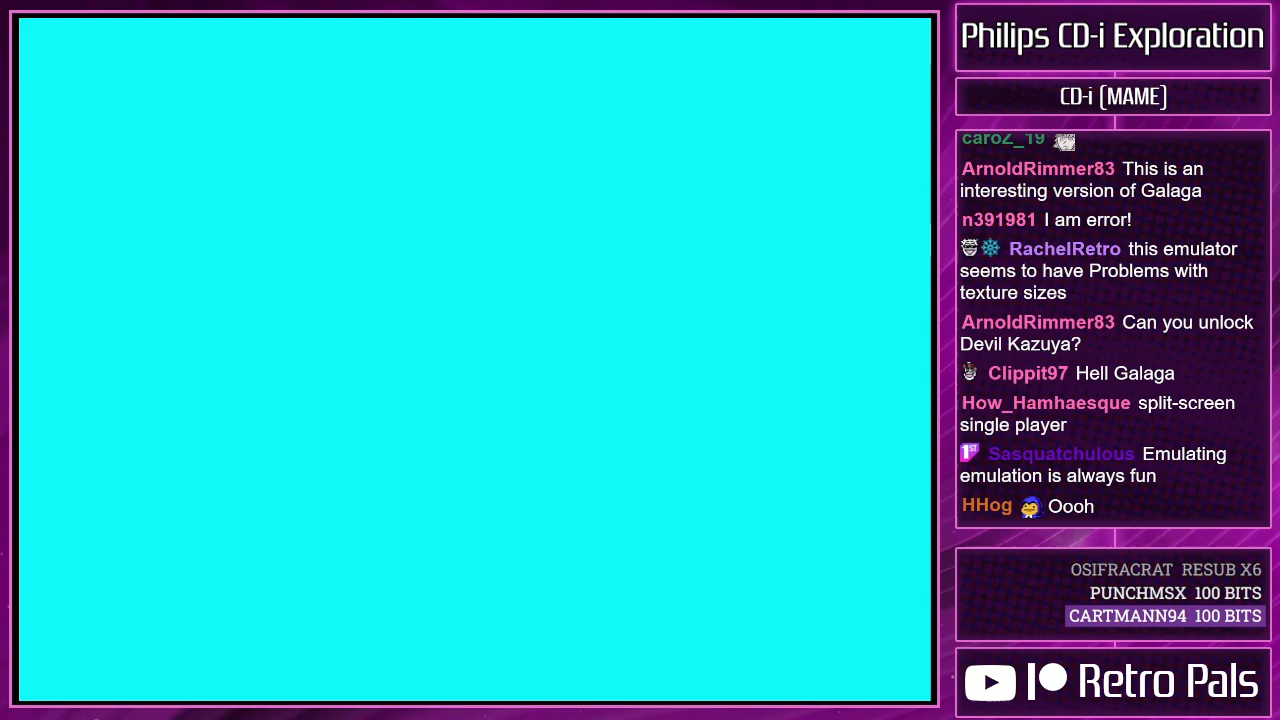 Philips CD-i Exploration
CD-i [MAME]
caroZ_19
ArnoldRimmer83 This is an
interesting version of Galaga
n391981 I am error!
RachelRetro this emulator
seems to have Problems with
texture sizes
ArnoldRimmer83 Can you unlock
Devil Kazuya?
Clippit97 Hell Galaga
How_Hamhaesque split-screen
single player
1ST Sasquatchulous Emulating
emulation is always fun
HHog Oooh
OSIFRACRAT RESUB X6
PUNCHMSX 100 BITS
CARTMANN94 100 BITS
Retro Pals